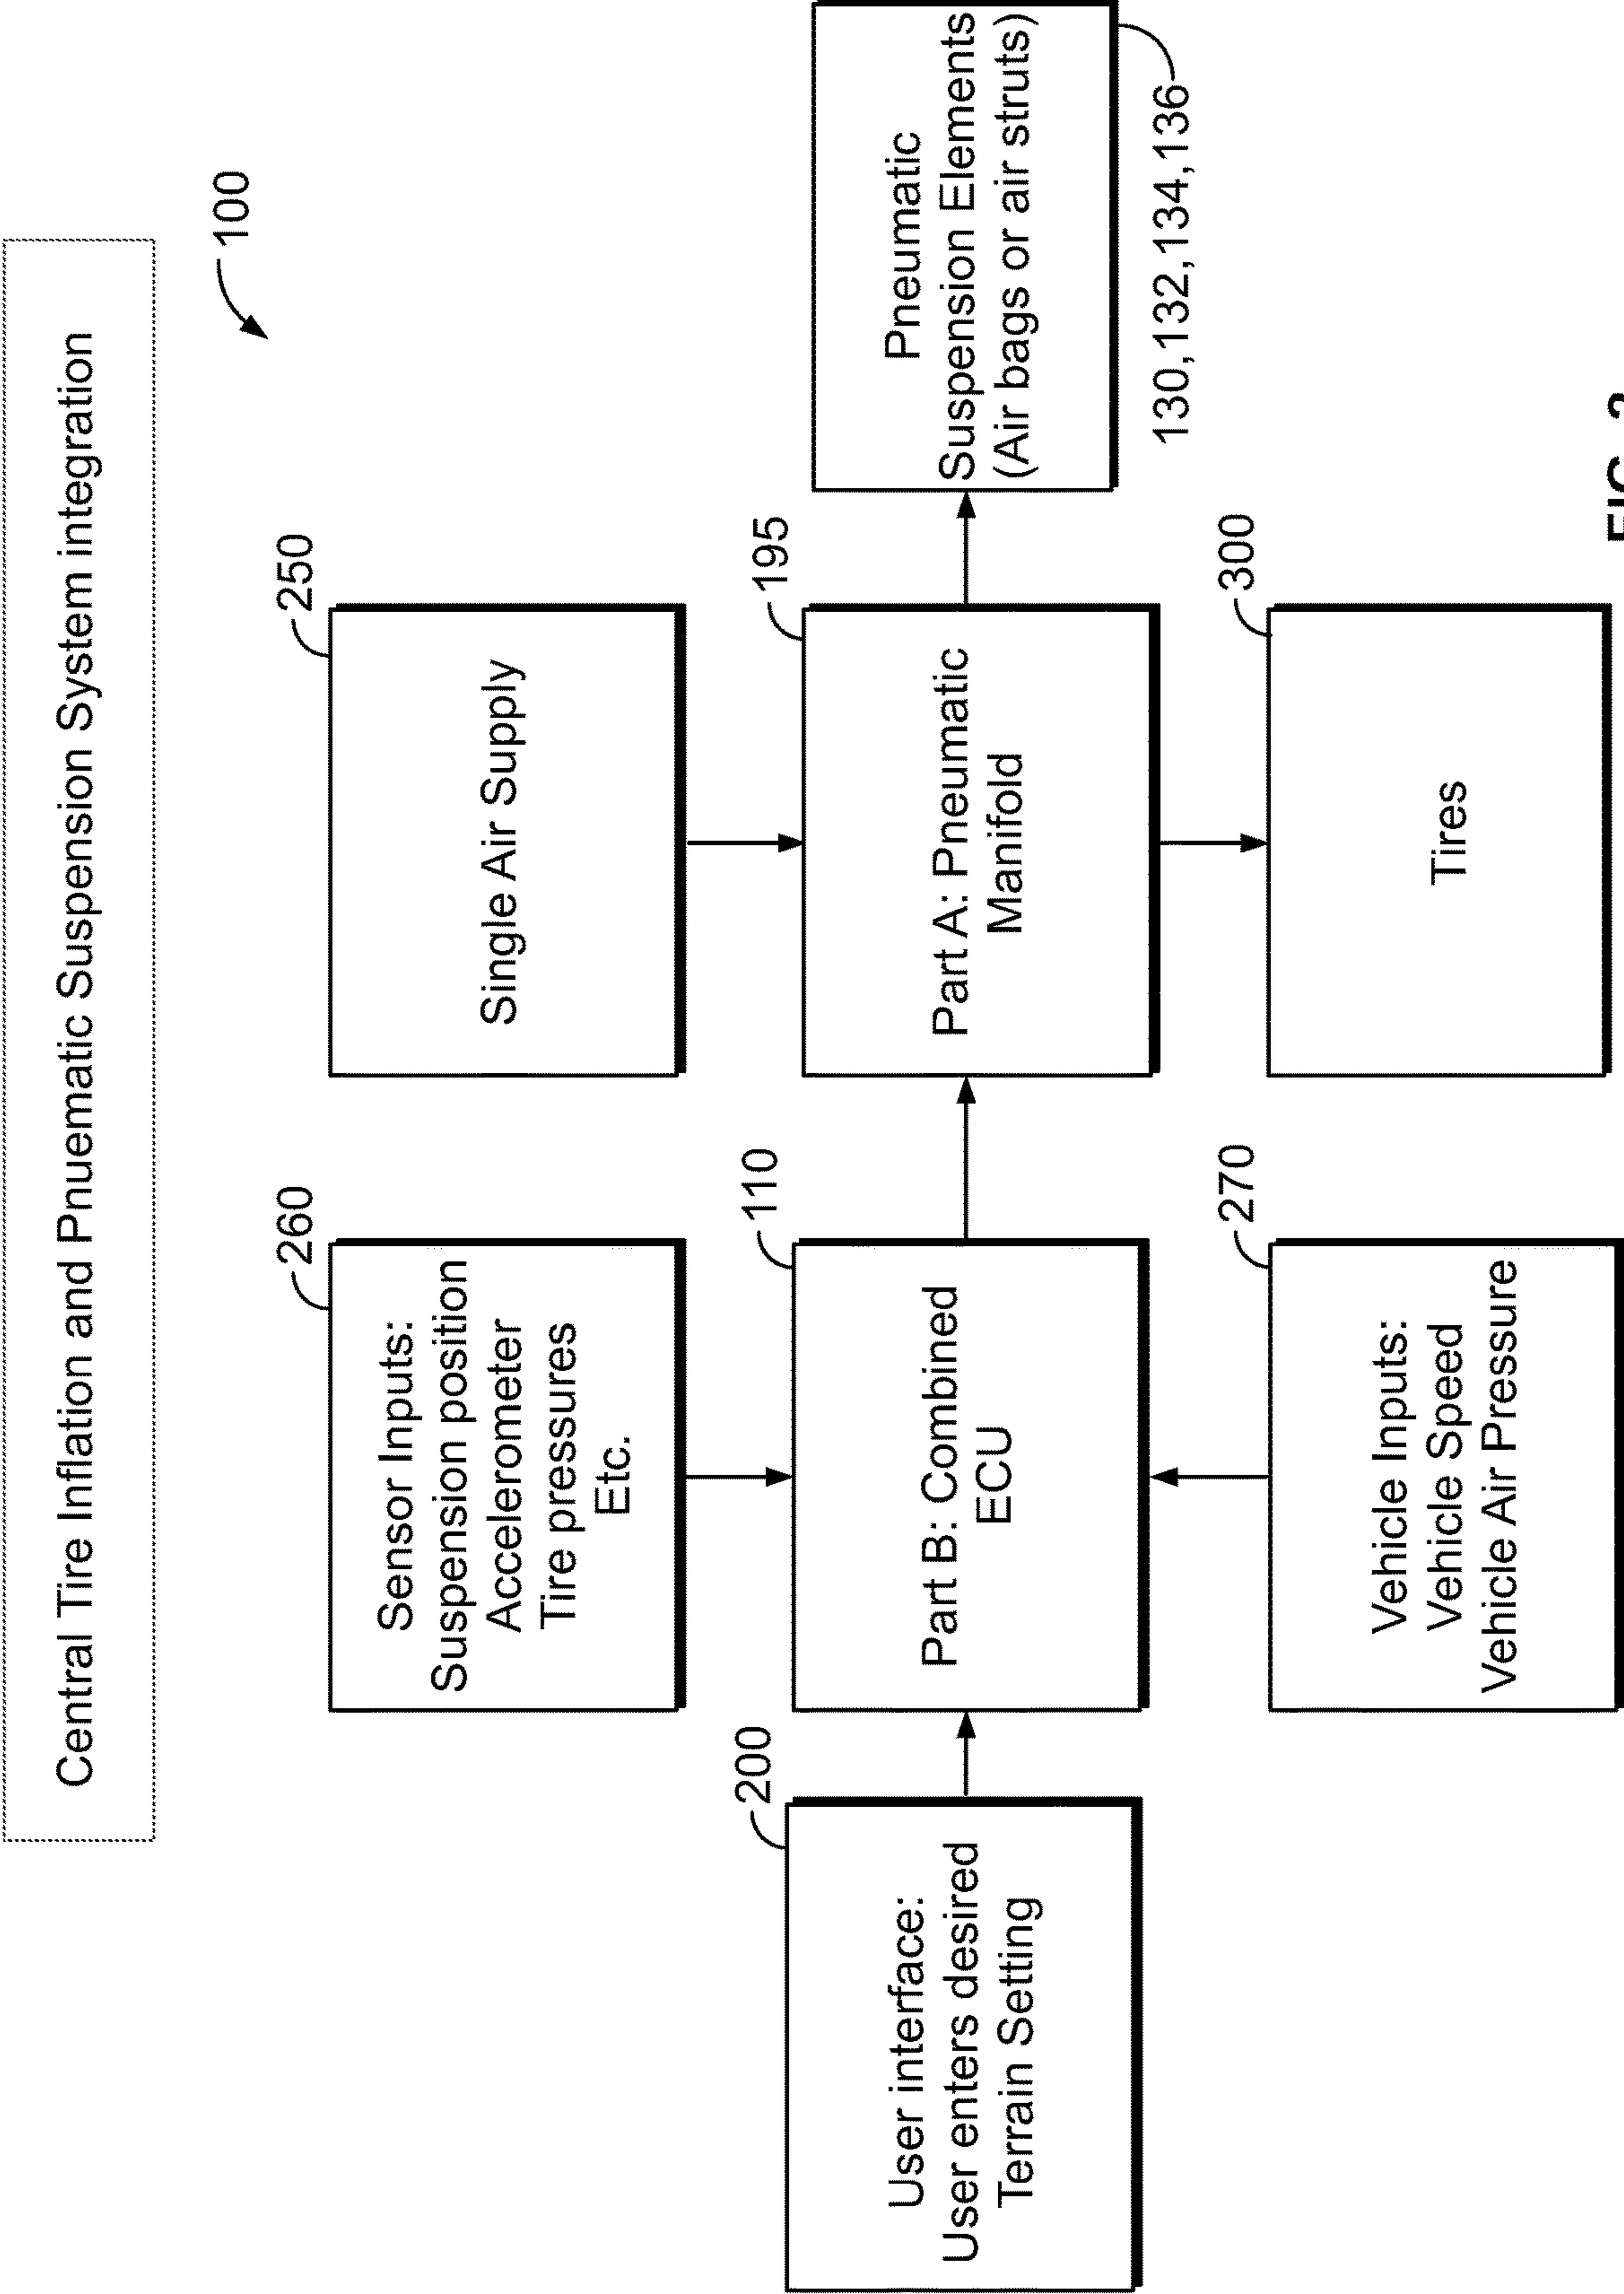 Central Tire Inflation and Pnuematic Suspension System integration
100
260
Sensor Inputs:
Suspension position
Accelerometer
Tire pressures
Etc.
250
Single Air Supply
200
User interface:
User enters desired
Terrain Setting
110
Part B: Combined
ECU
195
Part A: Pneumatic
Manifold
Pneumatic
Suspension Elements
(Air bags or air struts)
130,132,134,136
270
Vehicle Inputs:
Vehicle Speed
Vehicle Air Pressure
300
Tires